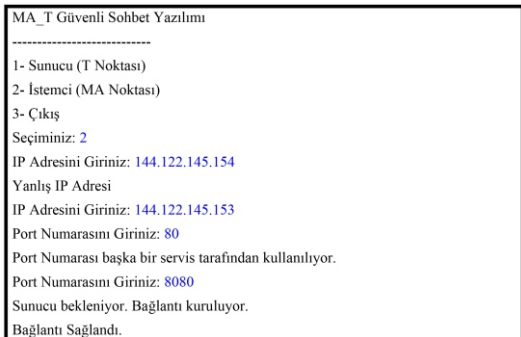 MA_T Güvenli Sohbet Yazılımı
----------------------------
1- Sunucu (T Noktası)
2- İstemci (MA Noktası)
3- Çıkış
Seçiminiz: 2
IP Adresini Giriniz: 144.122.145.154
Yanlış IP Adresi
IP Adresini Giriniz: 144.122.145.153
Port Numarasını Giriniz: 80
Port Numarası başka bir servis tarafından kullanılıyor.
Port Numarasını Giriniz: 8080
Sunucu bekleniyor. Bağlantı kuruluyor.
Bağlantı Sağlandı.